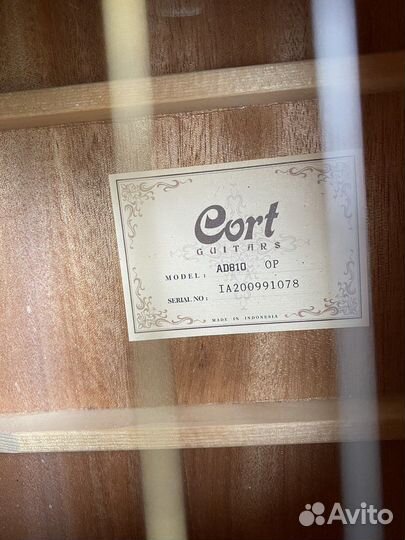 Cort
GUITARS
MODEL: AD810 OP
SERIAL NO: IA200991078
MADE IN INDONESIA
Avito